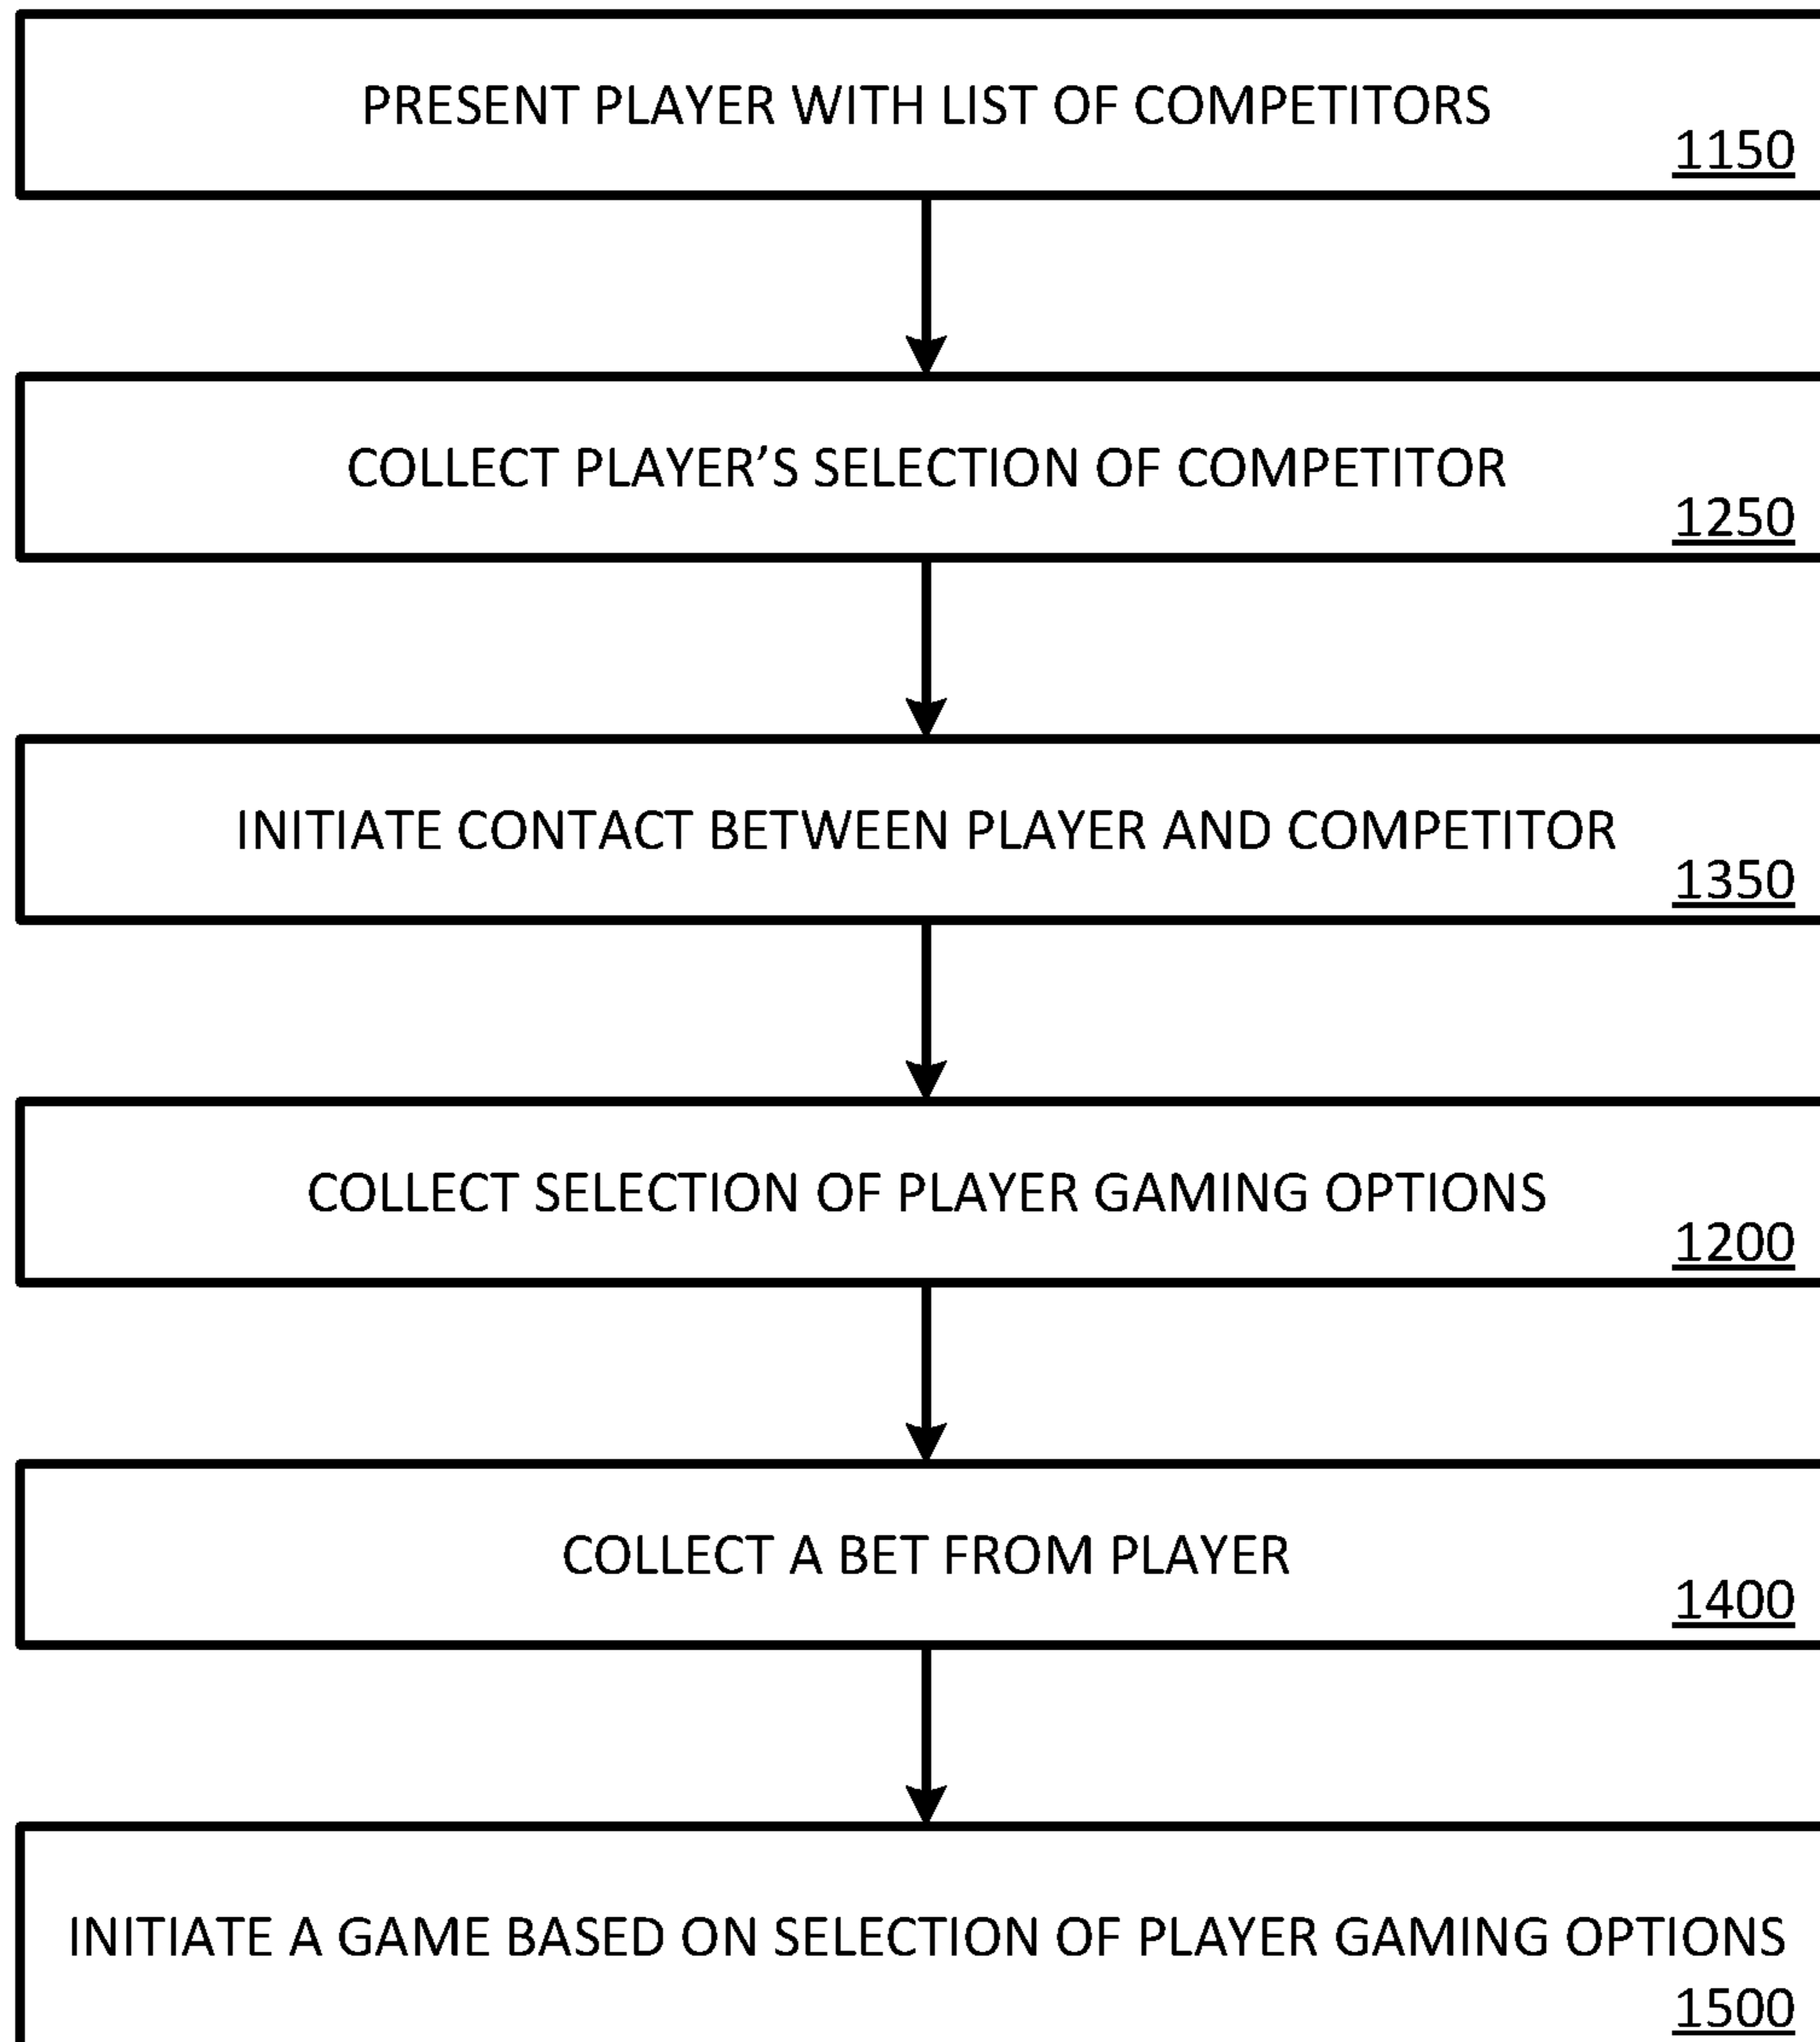 PRESENT PLAYER WITH LIST OF COMPETITORS
1150
COLLECT PLAYER’S SELECTION OF COMPETITOR
1250
INITIATE CONTACT BETWEEN PLAYER AND COMPETITOR
1350
COLLECT SELECTION OF PLAYER GAMING OPTIONS
1200
COLLECT A BET FROM PLAYER
1400
INITIATE A GAME BASED ON SELECTION OF PLAYER GAMING OPTIONS
1500